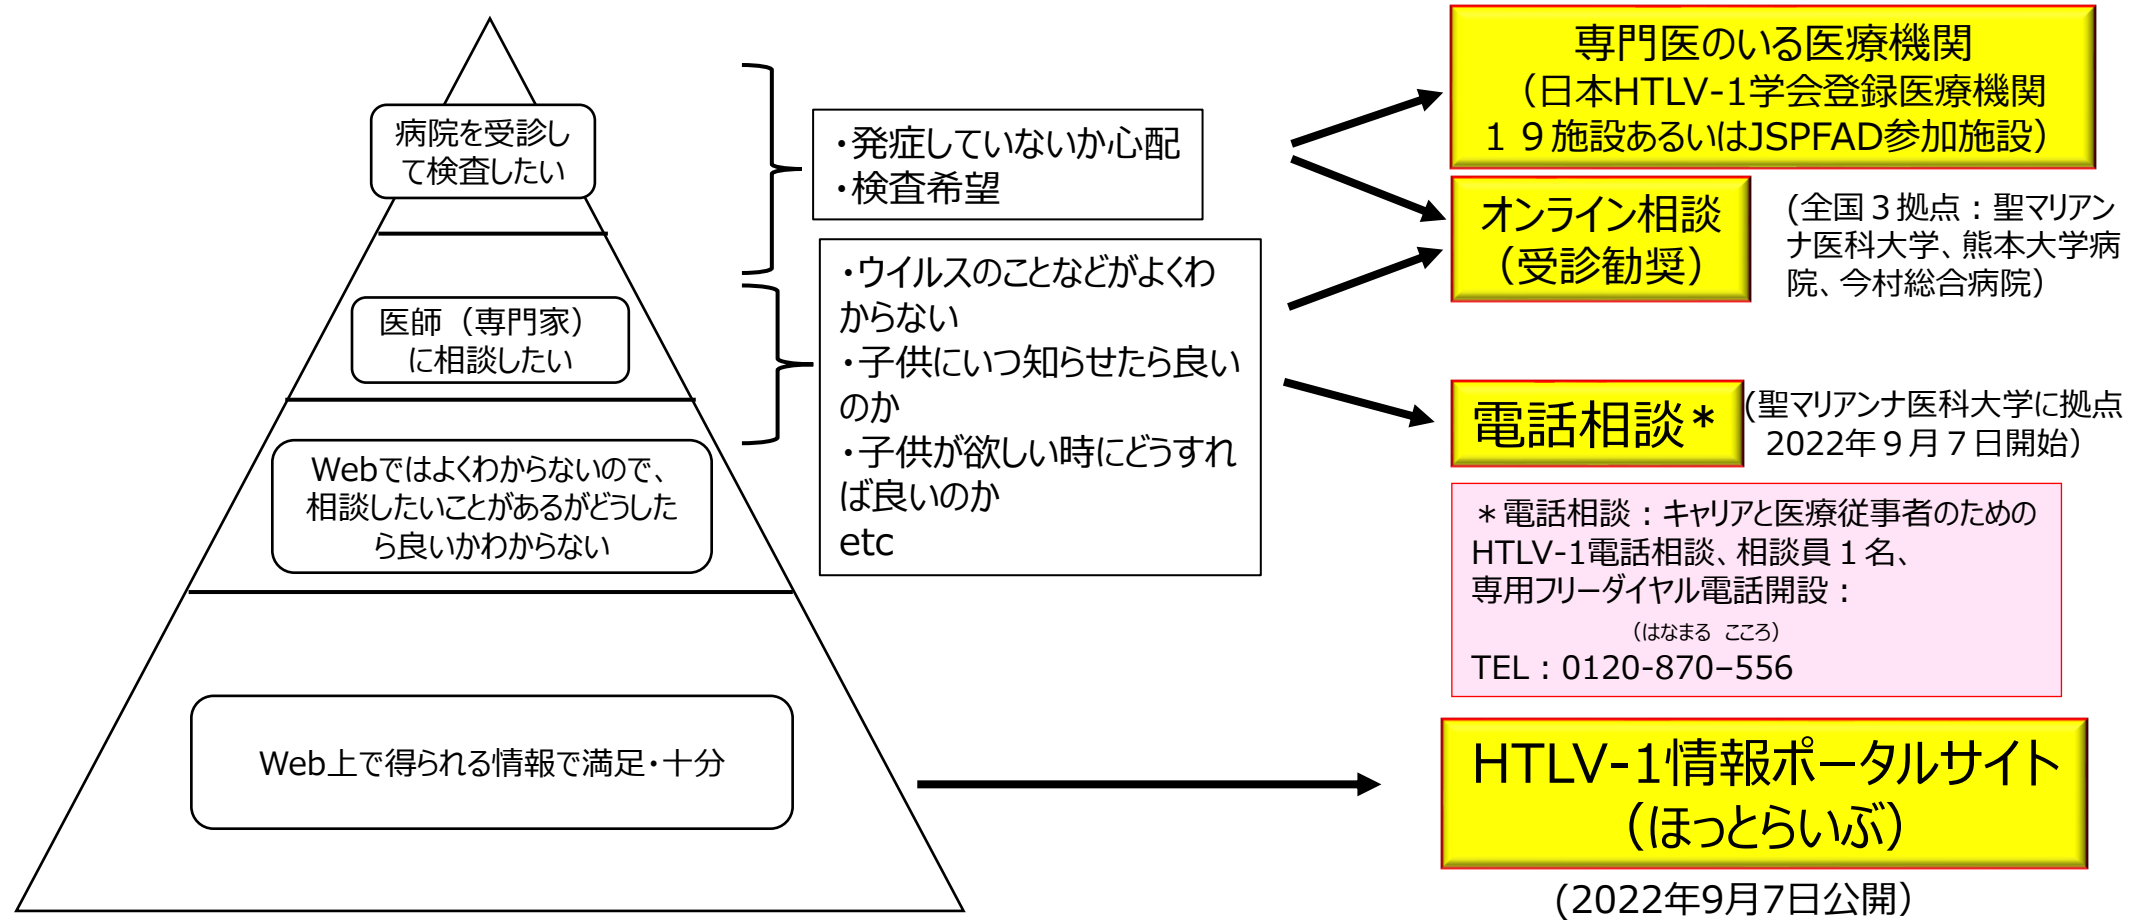 病院を受診し
て検査したい
医師（専門家）
に相談したい
Webではよくわからないので、
相談したいことがあるがどうした
ら良いかわからない
Web上で得られる情報で満足・十分
・発症していないか心配
・検査希望
・ウイルスのことなどがよくわ
からない
・子供にいつ知らせたら良い
のか
・子供が欲しい時にどうすれ
ば良いのか
etc
専門医のいる医療機関
（日本HTLV-1学会登録医療機関
１９施設あるいはJSPFAD参加施設）
オンライン相談
（受診勧奨）
(全国３拠点：聖マリアン
ナ医科大学、熊本大学病
院、今村総合病院）
電話相談*
(聖マリアンナ医科大学に拠点
2022年９月７日開始）
＊電話相談：キャリアと医療従事者のための
HTLV-1電話相談、相談員１名、
専用フリーダイヤル電話開設：
（はなまる　こころ）
TEL：0120-870–556
HTLV-1情報ポータルサイト
（ほっとらいぶ）
(2022年9月7日公開）